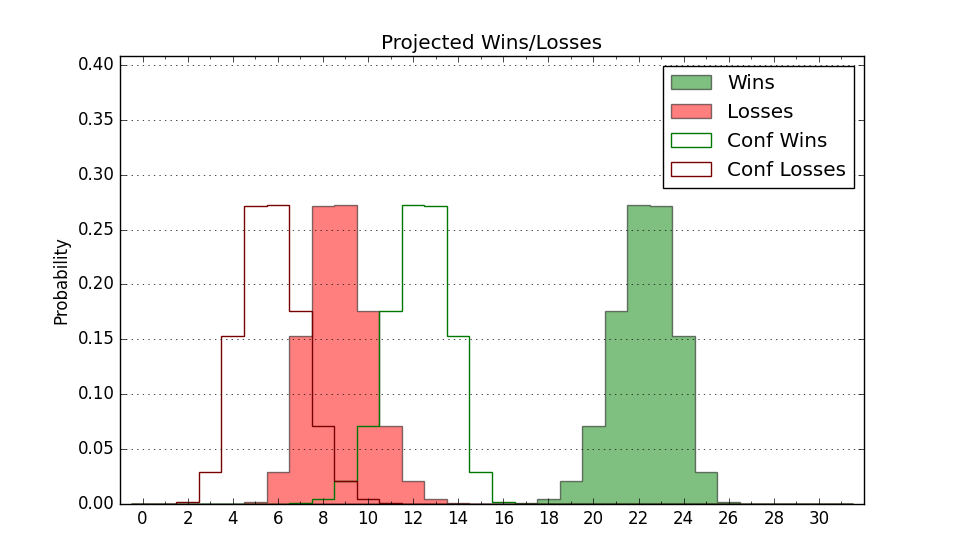 Projected Wins/Losses
0.40
0.35
0.30
0.25
0.20
0.15
0.10
0.05
0.00
Probability
Wins
Losses
Conf Wins
Conf Losses
0 2 4 6 8 10 12 14 16 18 20 22 24 26 28 30